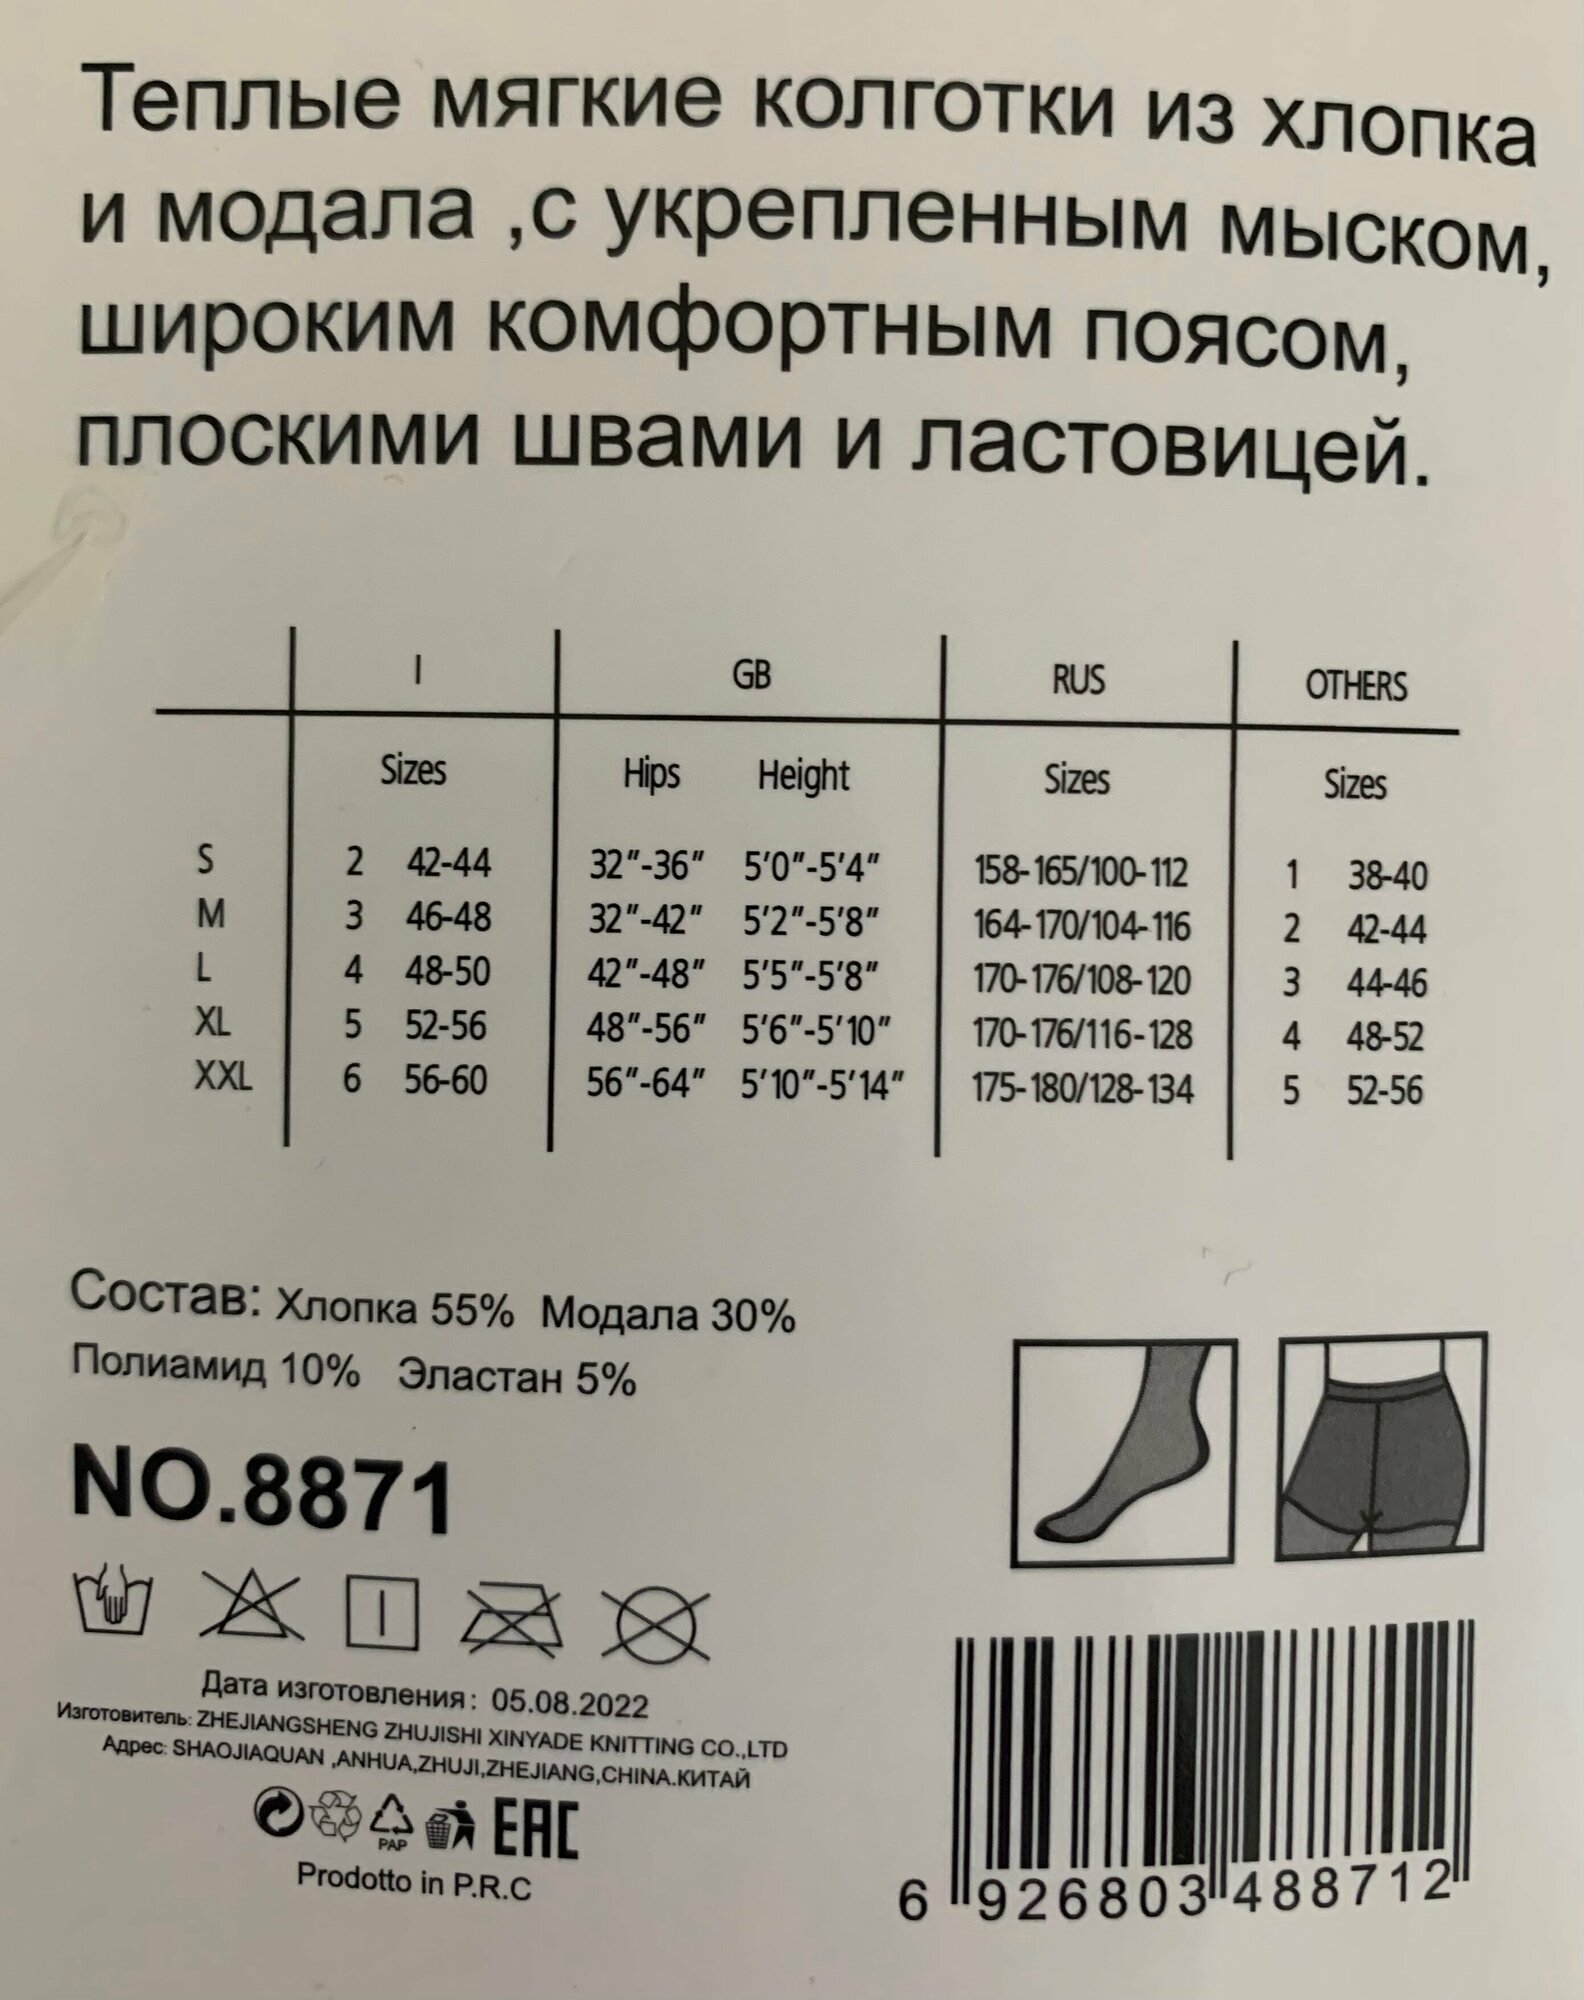 Теплые мягкие колготки из хлопка
и модала ,с укрепленным мыском,
широким комфортным поясом,
плоскими швами и ластовицей.
I GB RUS OTHERS
Sizes Hips Height Sizes Sizes
S 2 42-44 32"-36" 5'0"-5'4" 158-165/100-112 1 38-40
M 3 46-48 32"-42" 5'2"-5'8" 164-170/104-116 2 42-44
L 4 48-50 42"-48" 5'5"-5'8" 170-176/108-120 3 44-46
XL 5 52-56 48"-56" 5'6"-5'10" 170-176/116-128 4 48-52
XXL 6 56-60 56"-64" 5'10"-5'14" 175-180/128-134 5 52-56
Состав: Хлопка 55% Модала 30%
Полиамид 10% Эластан 5%
NO.8871
Дата изготовления: 05.08.2022
Изготовитель: ZHEJIANGSHENG ZHUJISHI XINYADE KNITTING CO.,LTD
Адрес: SHAOJIAQUAN ,ANHUA,ZHUJI,ZHEJIANG,CHINA.КИТАЙ
PAP EAC
Prodotto in P.R.C
6 926803 488712